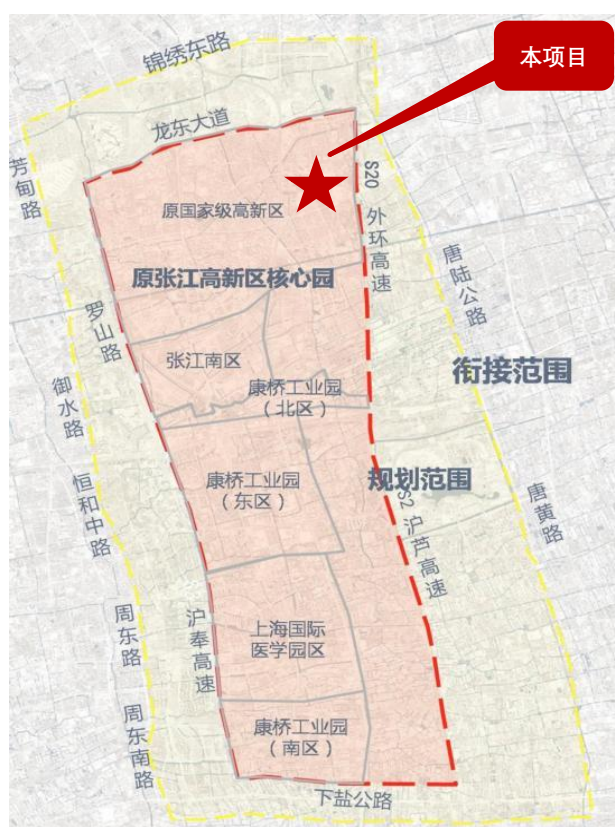 本项目
锦绣东路
龙东大道
芳甸路
S20
外环高速
原国家级高新区
原张江高新区核心园
唐陆公路
罗山路
张江南区
衔接范围
御水路
康桥工业园
（北区）
康桥工业园
（东区）
规划范围
恒和中路
S2沪芦高速
唐黄路
周东路
沪奉高速
上海国际
医学园区
周东南路
康桥工业园
（南区）
下盐公路